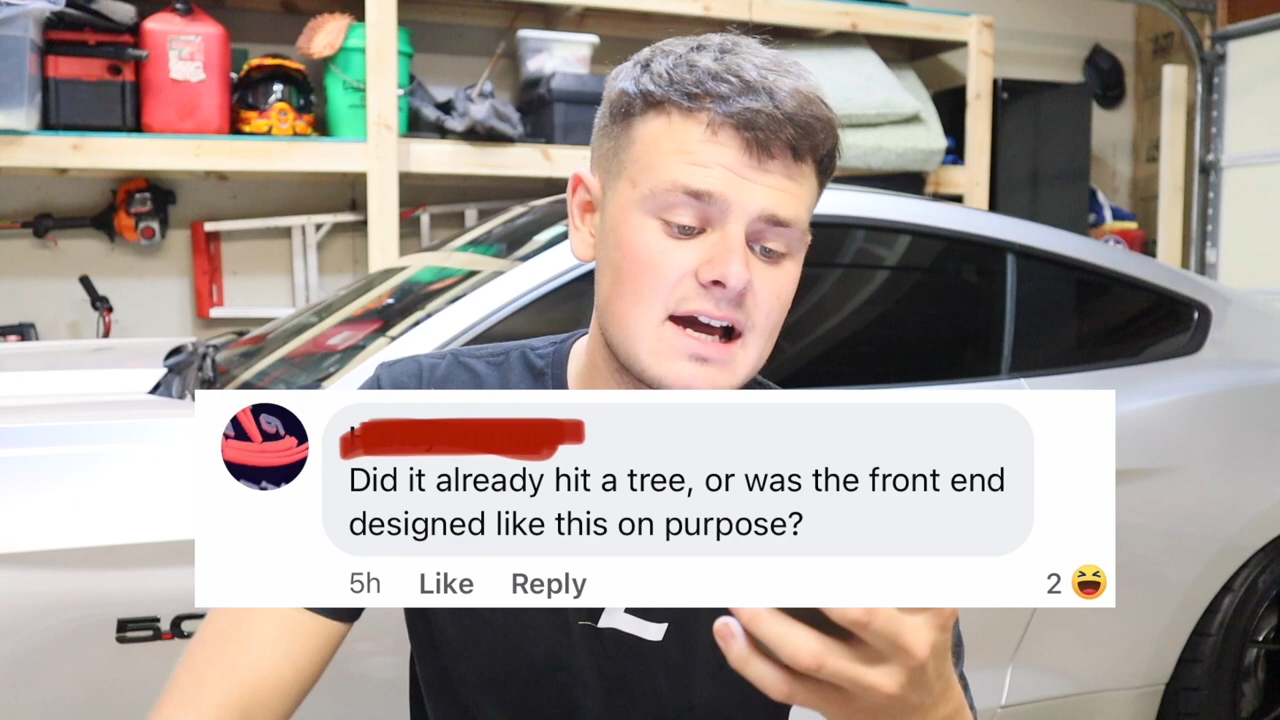 Did it already hit a tree, or was the front end
designed like this on purpose?
5h Like Reply 2
5.0